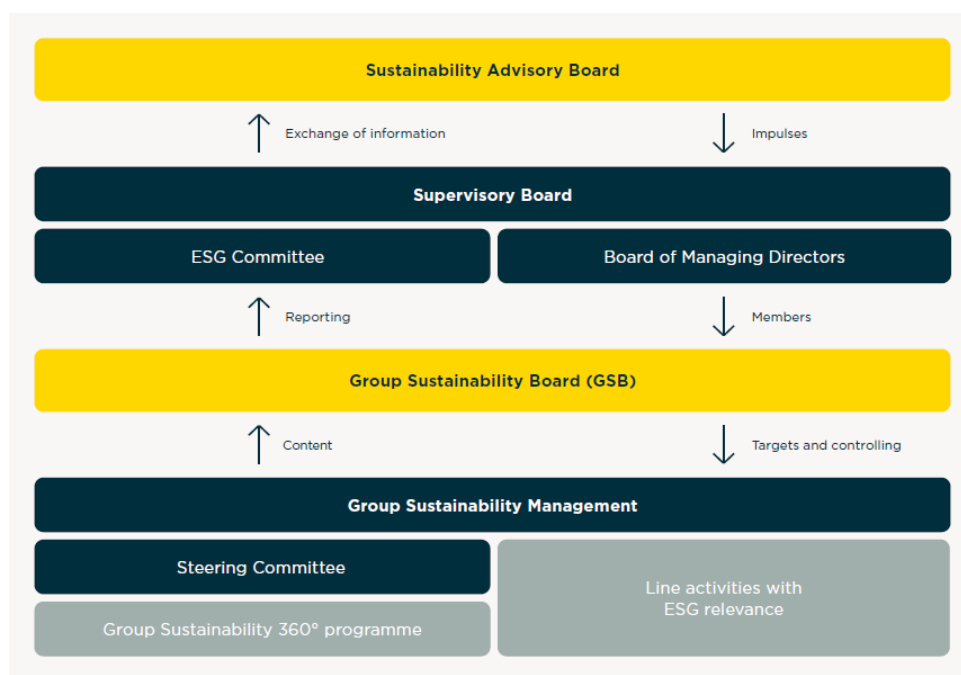 Sustainability Advisory Board
Exchange of information
Impulses
Supervisory Board
ESG Committee
Board of Managing Directors
Reporting
Members
Group Sustainability Board (GSB)
Content
Targets and controlling
Group Sustainability Management
Steering Committee
Line activities with
ESG relevance
Group Sustainability 360° programme